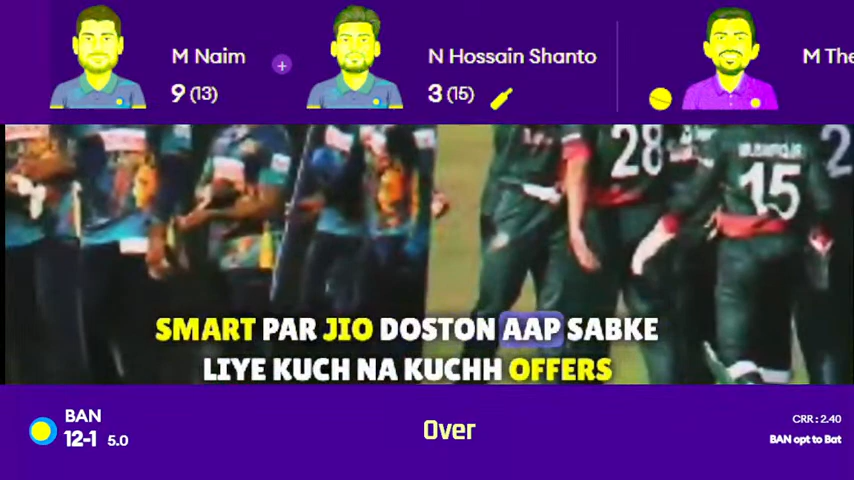 M Naim
9 (13)
+
N Hossain Shanto
3 (15)
M The
28
15
2
SMART PAR JIO DOSTON AAP SABKE
LIYE KUCH NA KUCHH OFFERS
BAN
12-1 5.0
Over
CRR : 2.40
BAN opt to Bat